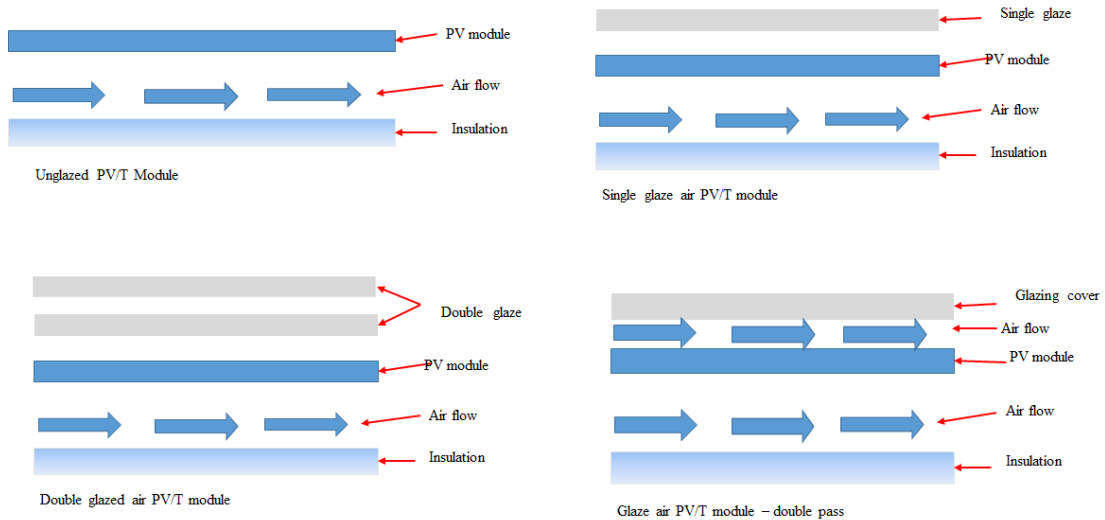 PV module
Air flow
Insulation
Unglazed PV/T Module
Single glaze
PV module
Air flow
Insulation
Single glaze air PV/T module
Double glaze
PV module
Air flow
Insulation
Double glazed air PV/T module
Glazing cover
Air flow
PV module
Air flow
Insulation
Glaze air PV/T module – double pass